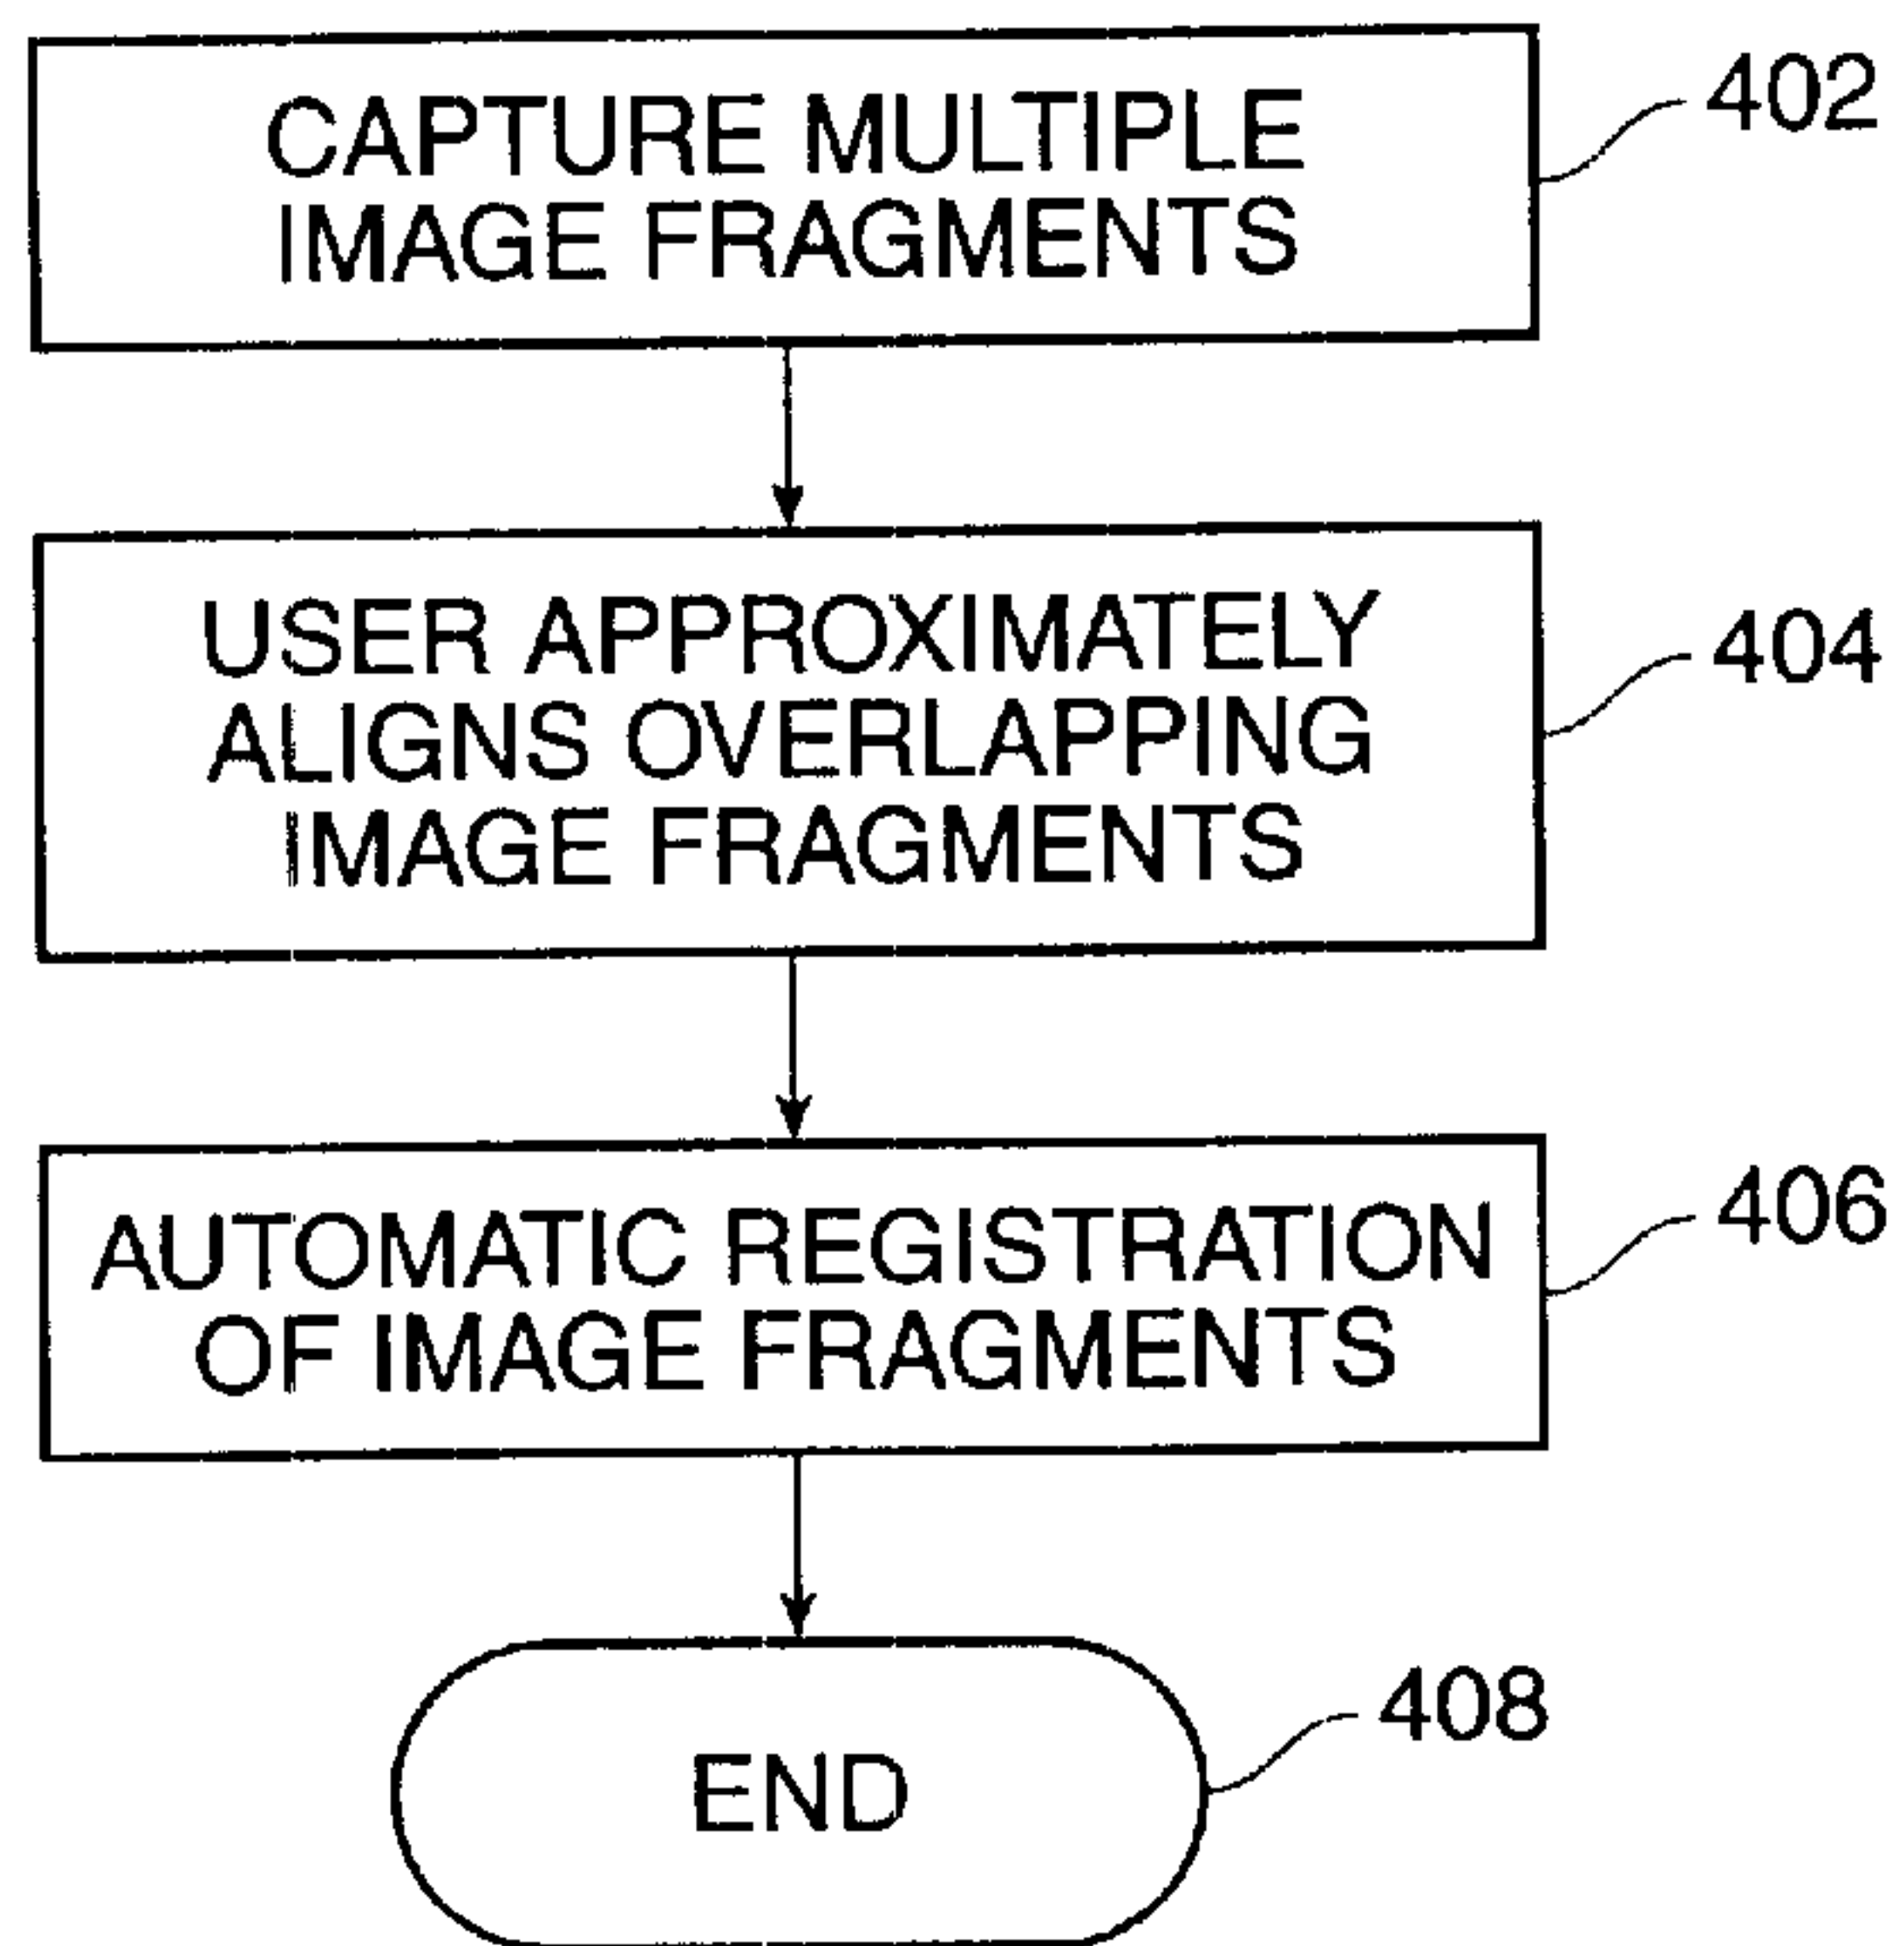 CAPTURE MULTIPLE
IMAGE FRAGMENTS
402
USER APPROXIMATELY
ALIGNS OVERLAPPING
IMAGE FRAGMENTS
404
AUTOMATIC REGISTRATION
OF IMAGE FRAGMENTS
406
END
408